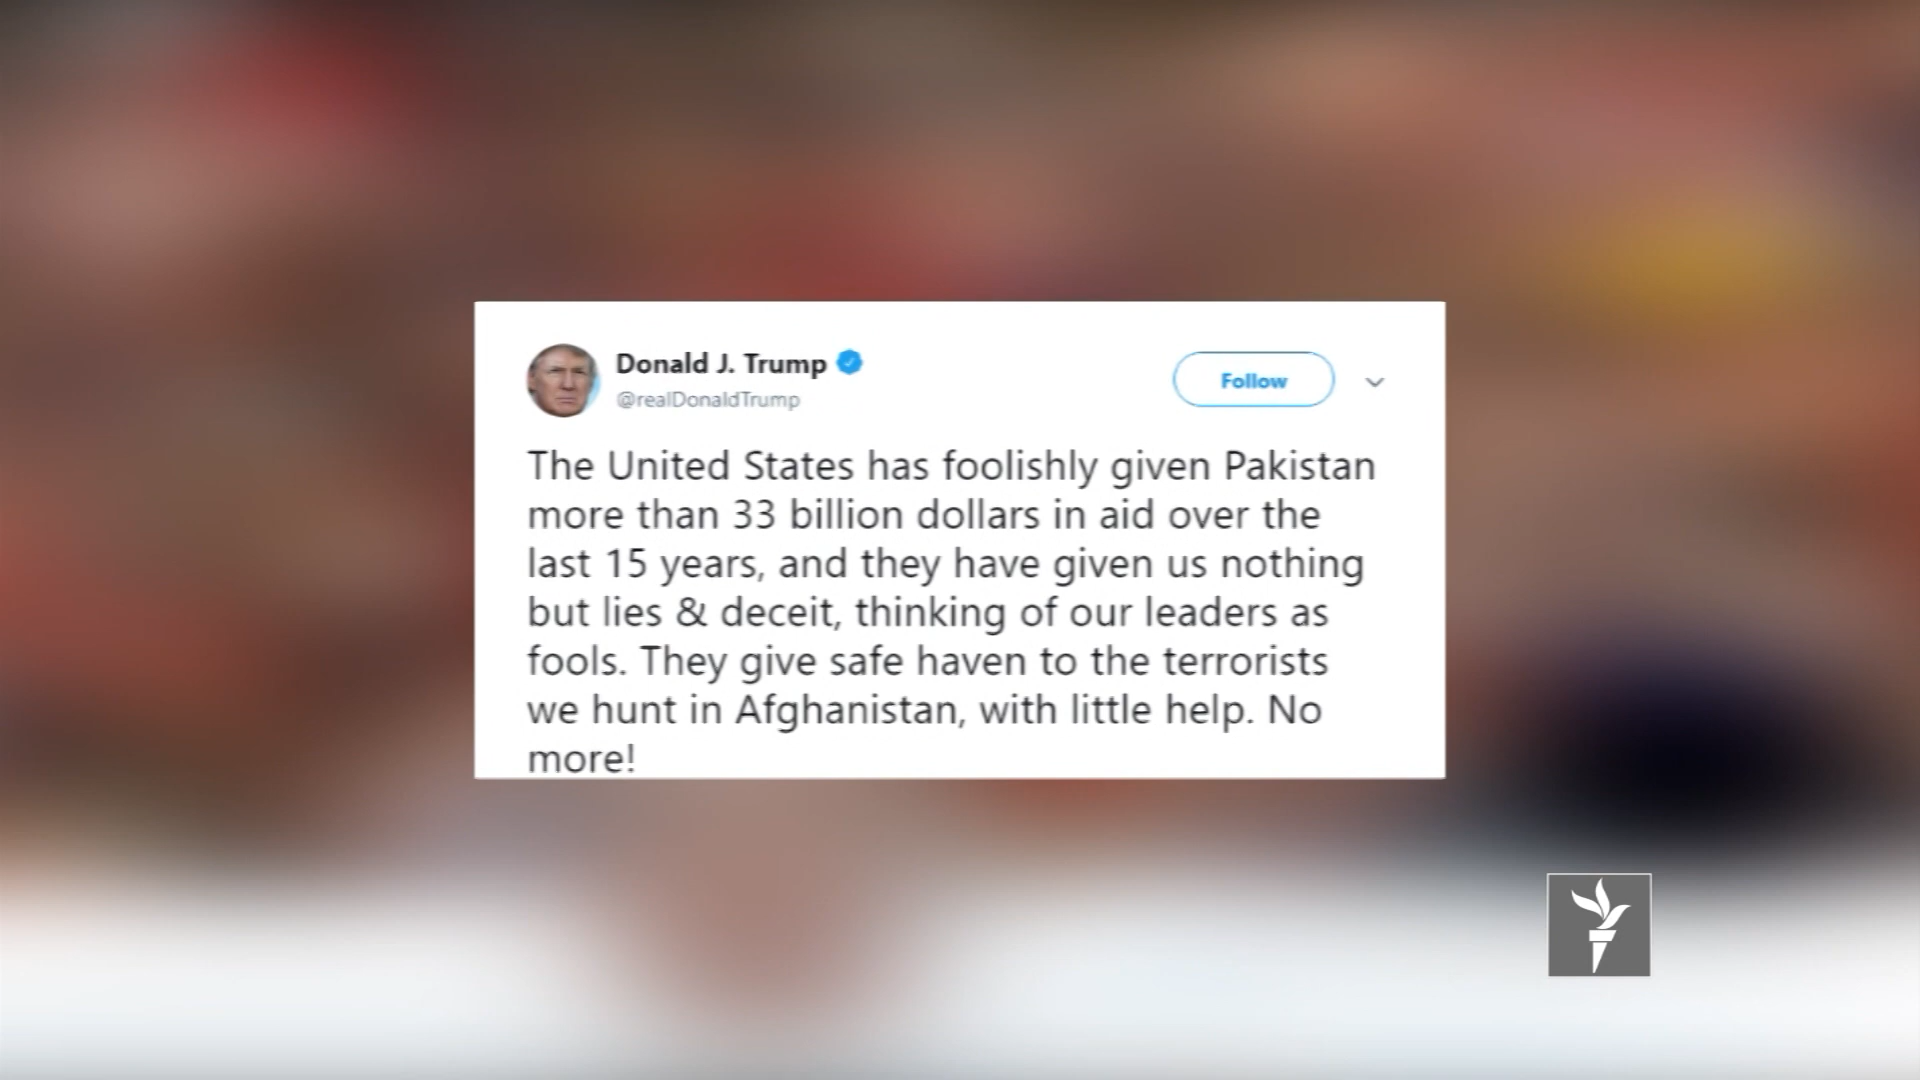 Donald J. Trump
@realDonaldTrump
Follow
The United States has foolishly given Pakistan
more than 33 billion dollars in aid over the
last 15 years, and they have given us nothing
but lies & deceit, thinking of our leaders as
fools. They give safe haven to the terrorists
we hunt in Afghanistan, with little help. No
more!